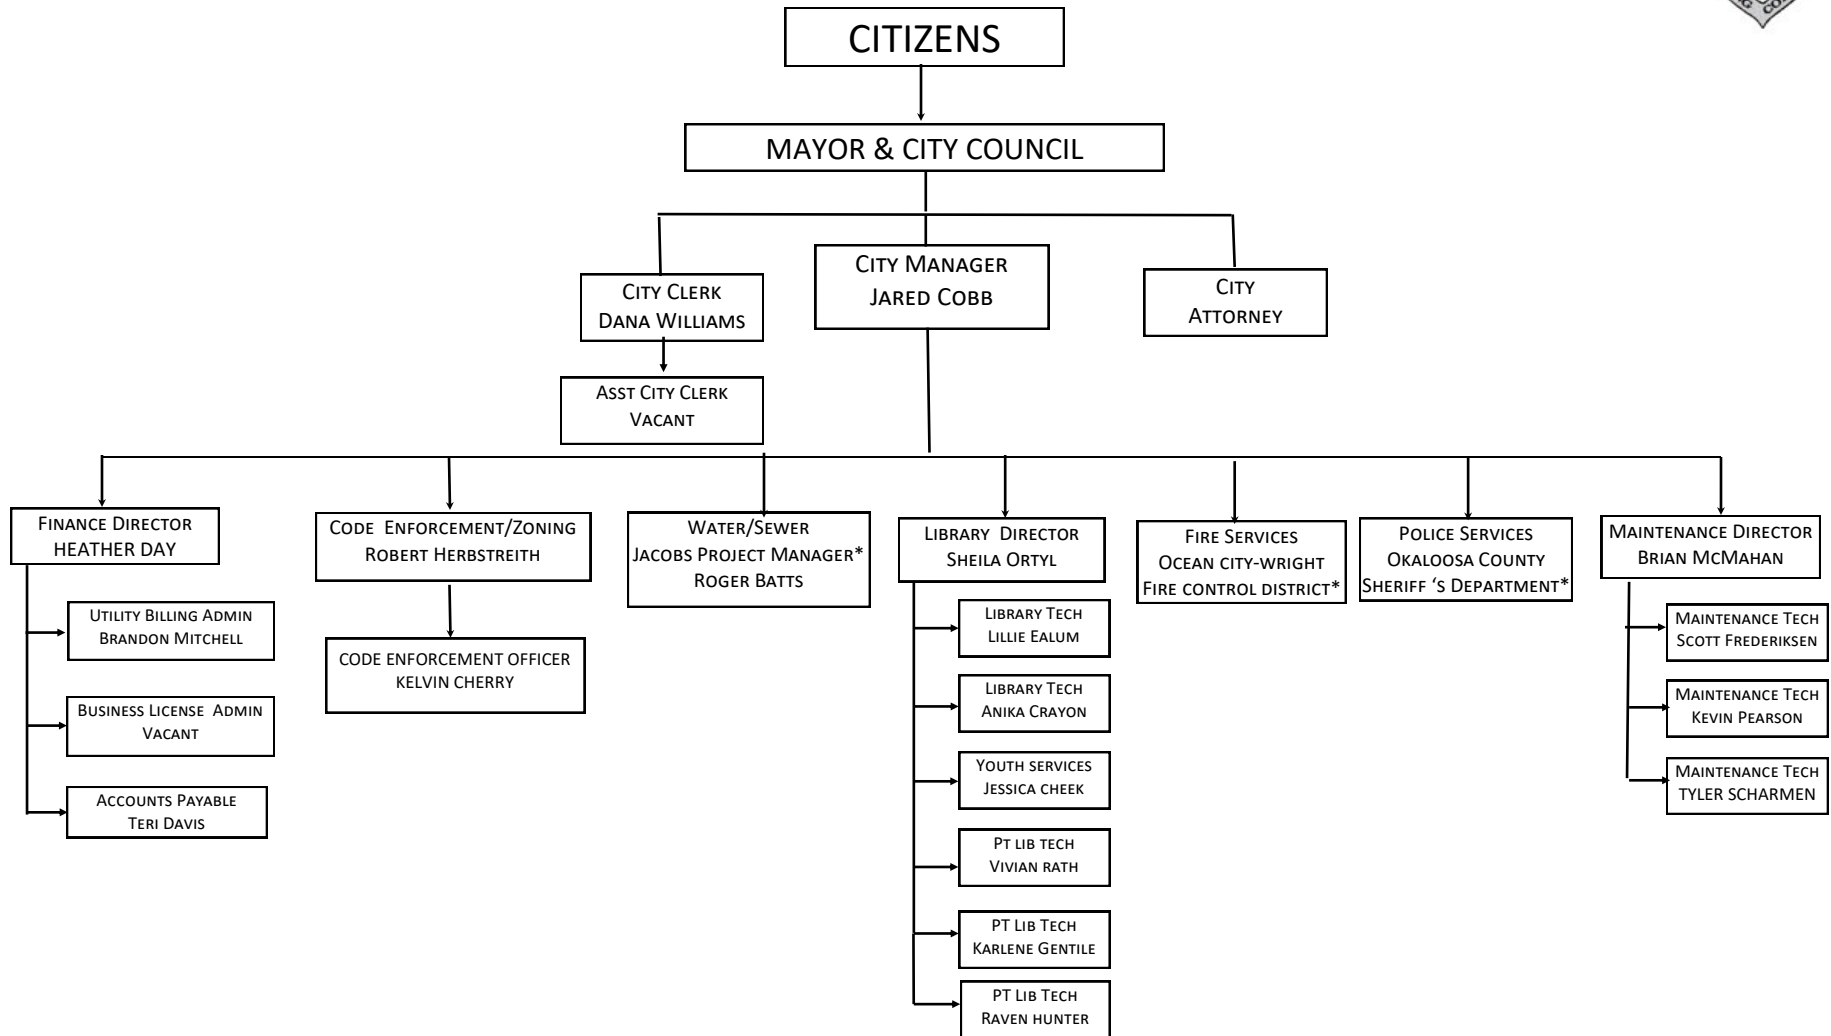 CITIZENS
MAYOR & CITY COUNCIL
CITY CLERK
DANA WILLIAMS
CITY MANAGER
JARED COBB
CITY
ATTORNEY
ASST CITY CLERK
VACANT
FINANCE DIRECTOR
HEATHER DAY
CODE ENFORCEMENT/ZONING
ROBERT HERBSTREITH
WATER/SEWER
JACOBS PROJECT MANAGER*
ROGER BATTS
LIBRARY DIRECTOR
SHEILA ORTYL
FIRE SERVICES
OCEAN CITY-WRIGHT
FIRE CONTROL DISTRICT*
POLICE SERVICES
OKALOOSA COUNTY
SHERIFF ‘S DEPARTMENT*
MAINTENANCE DIRECTOR
BRIAN MCMAHAN
UTILITY BILLING ADMIN
BRANDON MITCHELL
BUSINESS LICENSE ADMIN
VACANT
ACCOUNTS PAYABLE
TERI DAVIS
CODE ENFORCEMENT OFFICER
KELVIN CHERRY
LIBRARY TECH
LILLIE EALUM
LIBRARY TECH
ANIKA CRAYON
YOUTH SERVICES
JESSICA CHEEK
PT LIB TECH
VIVIAN RATH
PT LIB TECH
KARLENE GENTILE
PT LIB TECH
RAVEN HUNTER
MAINTENANCE TECH
SCOTT FREDERIKSEN
MAINTENANCE TECH
KEVIN PEARSON
MAINTENANCE TECH
TYLER SCHARMEN